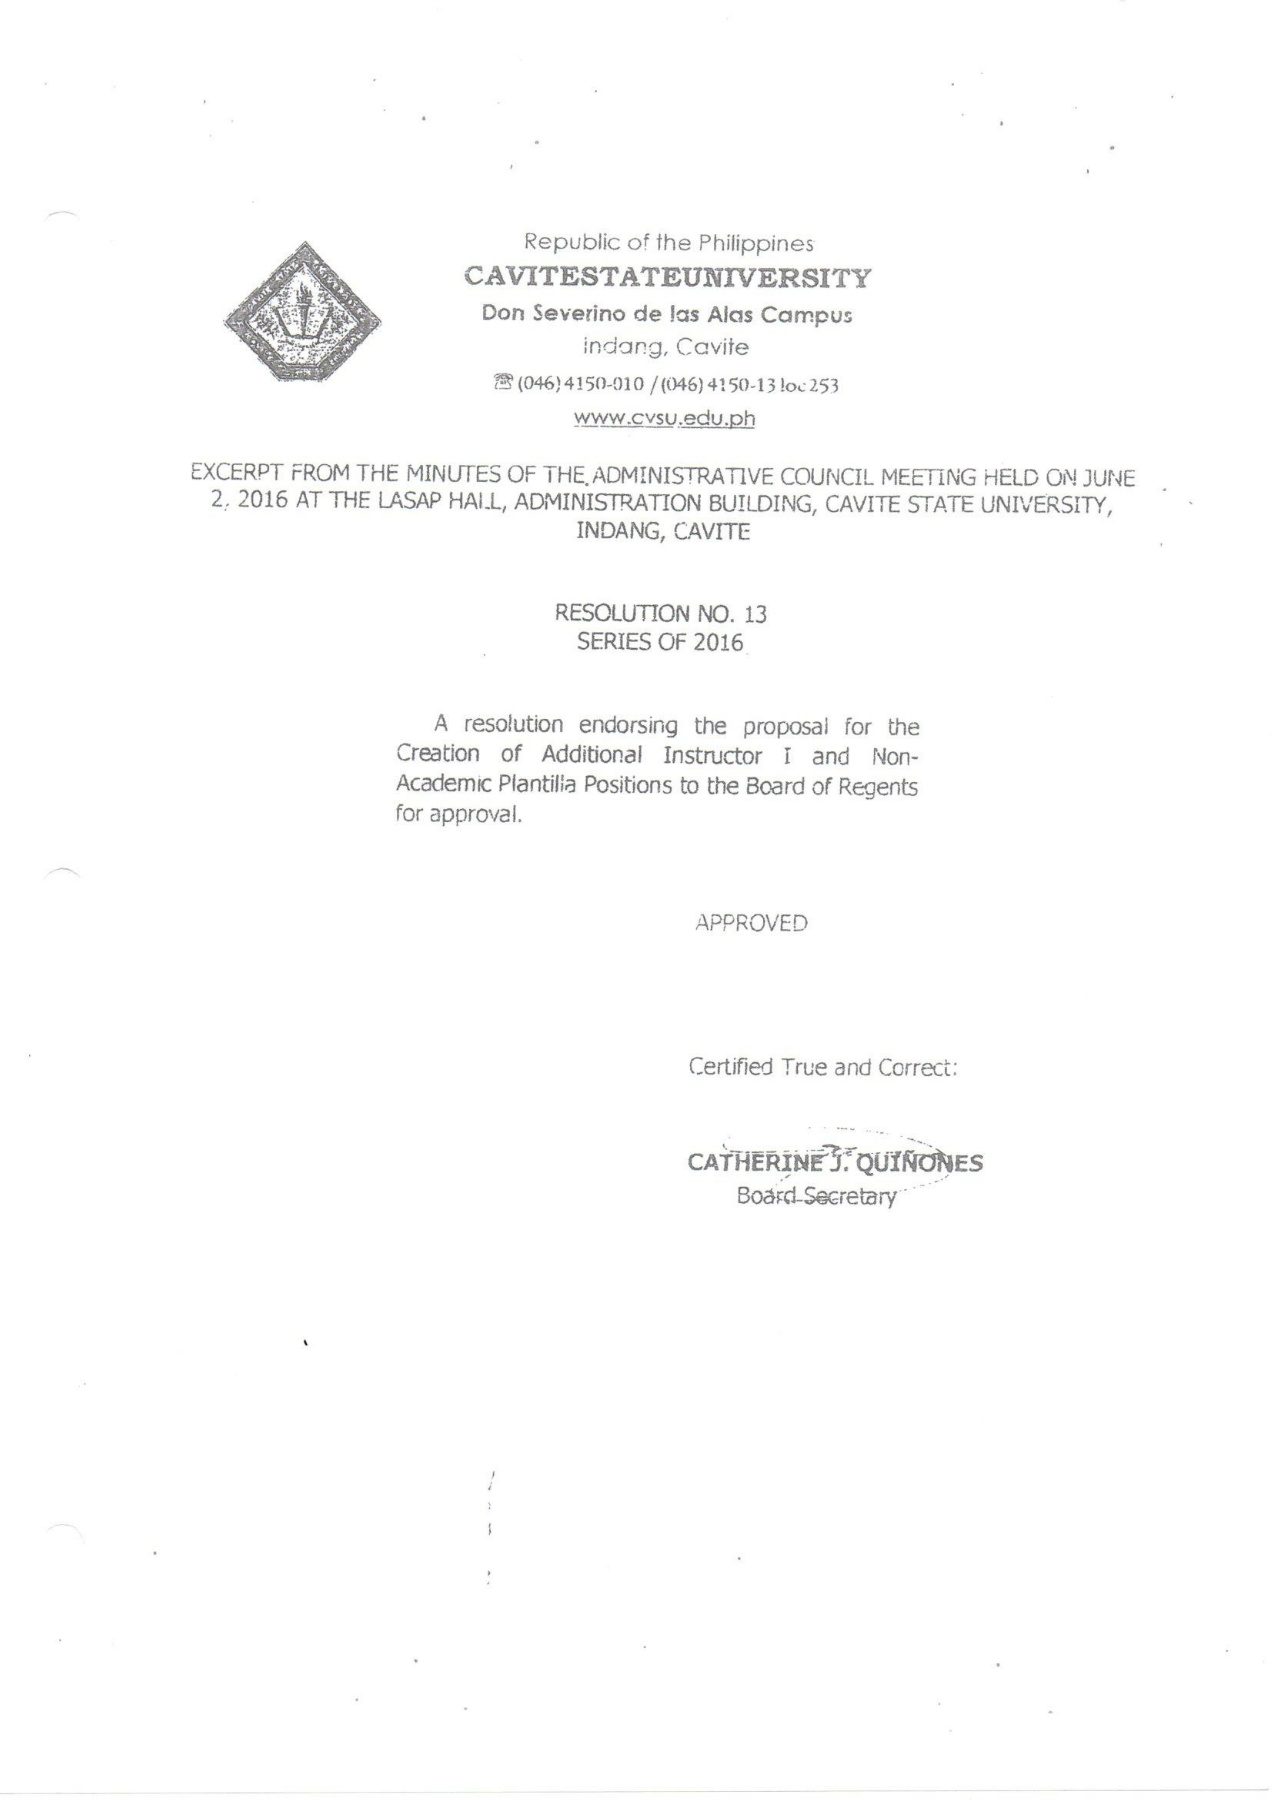 Republic of the Philippines
CAVITESTATEUNIVERSITY
Don Severino de las Alas Campus
Indang, Cavite
☎ (046) 4150-010 / (046) 4150-13 loc 253
www.cvsu.edu.ph
EXCERPT FROM THE MINUTES OF THE ADMINISTRATIVE COUNCIL MEETING HELD ON JUNE
2, 2016 AT THE LASAP HALL, ADMINISTRATION BUILDING, CAVITE STATE UNIVERSITY,
INDANG, CAVITE
RESOLUTION NO. 13
SERIES OF 2016
A resolution endorsing the proposal for the
Creation of Additional Instructor I and Non-
Academic Plantilla Positions to the Board of Regents
for approval.
APPROVED
Certified True and Correct:
CATHERINE J. QUIÑONES
Board Secretary